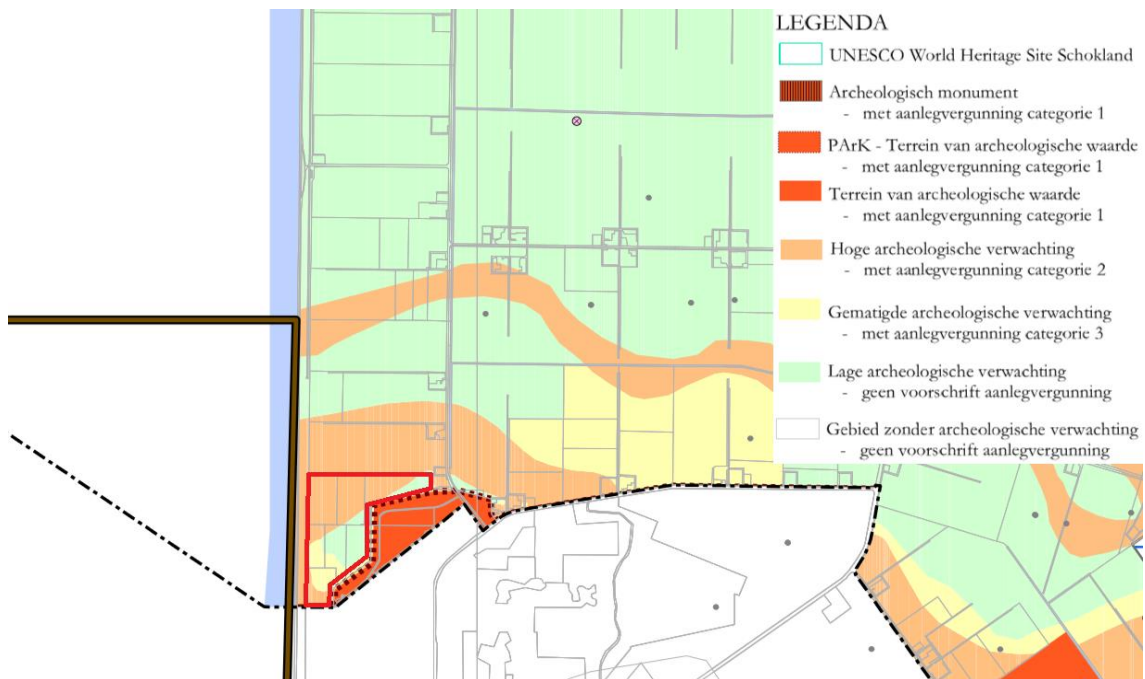 LEGENDA
UNESCO World Heritage Site Schokland
Archeologisch monument
- met aanlegvergunning categorie 1
PArK - Terrein van archeologische waarde
- met aanlegvergunning categorie 1
Terrein van archeologische waarde
- met aanlegvergunning categorie 1
Hoge archeologische verwachting
- met aanlegvergunning categorie 2
Gematigde archeologische verwachting
- met aanlegvergunning categorie 3
Lage archeologische verwachting
- geen voorschrift aanlegvergunning
Gebied zonder archeologische verwachting
- geen voorschrift aanlegvergunning